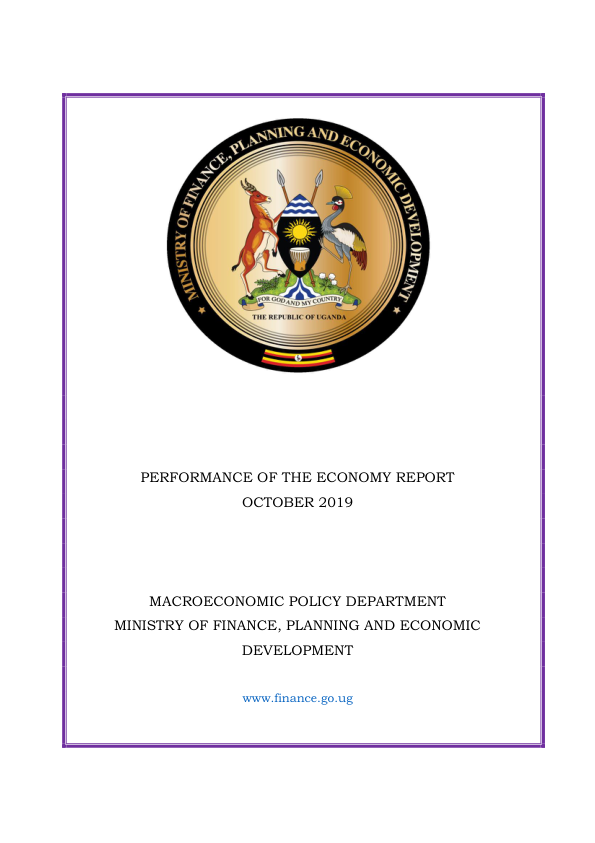 MINISTRY OF FINANCE, PLANNING AND ECONOMIC DEVELOPMENT
FOR GOD AND MY COUNTRY
THE REPUBLIC OF UGANDA
PERFORMANCE OF THE ECONOMY REPORT
OCTOBER 2019
MACROECONOMIC POLICY DEPARTMENT
MINISTRY OF FINANCE, PLANNING AND ECONOMIC
DEVELOPMENT
www.finance.go.ug